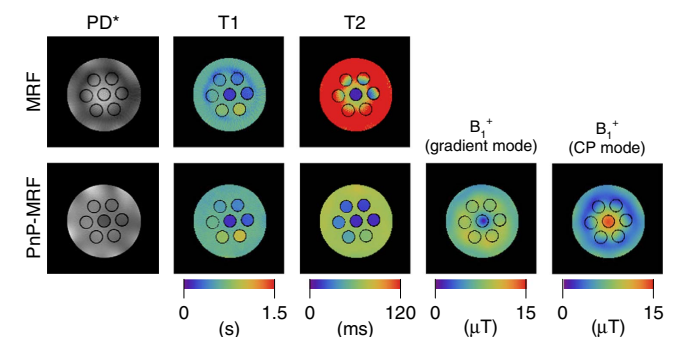 PD* T1 T2
MRF
B₁⁺
(gradient mode)
B₁⁺
(CP mode)
PnP-MRF
0 1.5 0 120 0 15 0 15
(s) (ms) (μT) (μT)